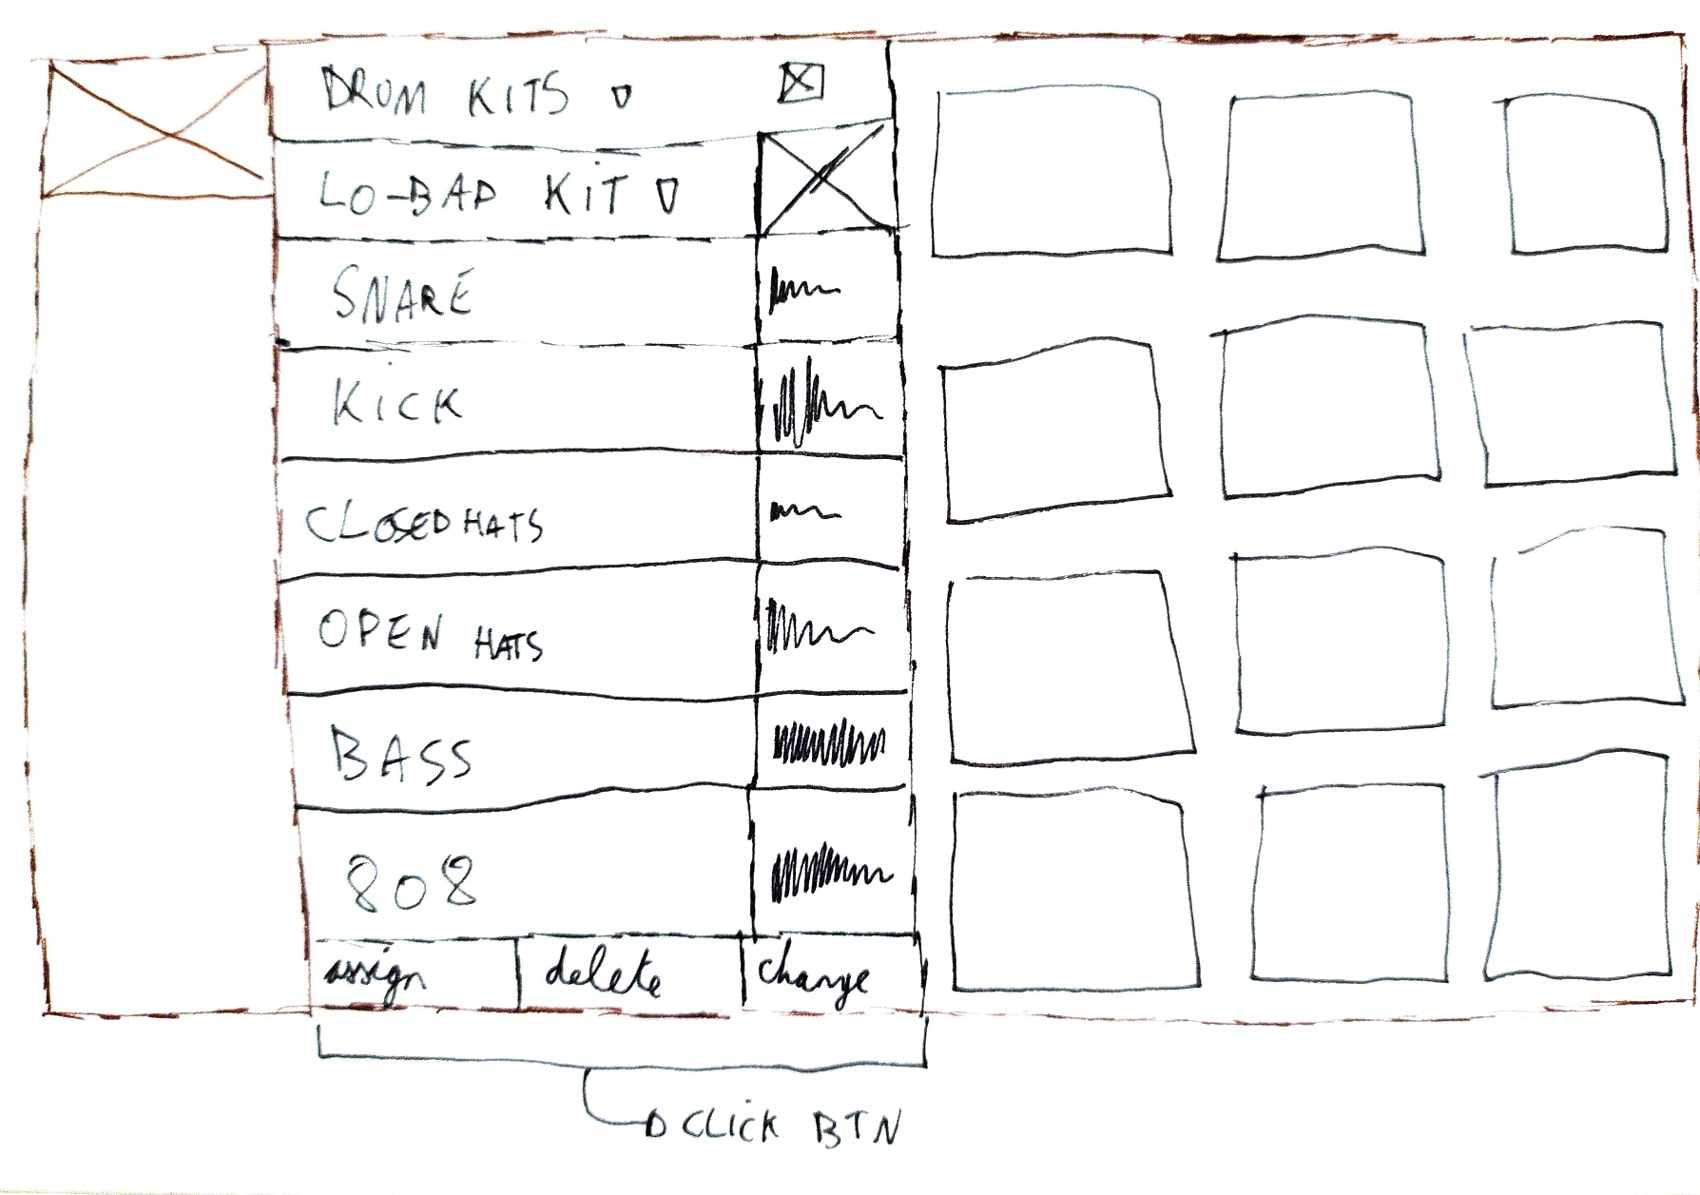 DRUM KITS
LO-BAP KIT
SNARE
KICK
CLOSED HATS
OPEN HATS
BASS
808
assign delete change
CLICK BTN